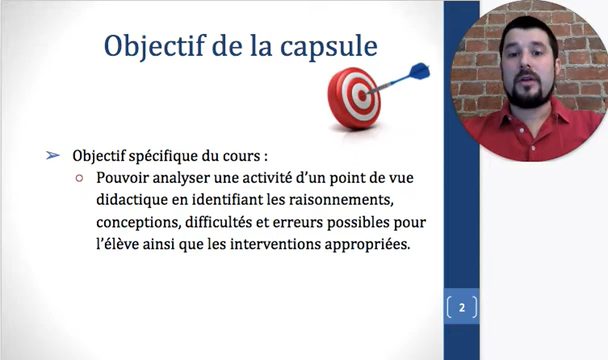 Objectif de la capsule
Objectif spécifique du cours :
Pouvoir analyser une activité d’un point de vue
didactique en identifiant les raisonnements,
conceptions, difficultés et erreurs possibles pour
l’élève ainsi que les interventions appropriées.
2